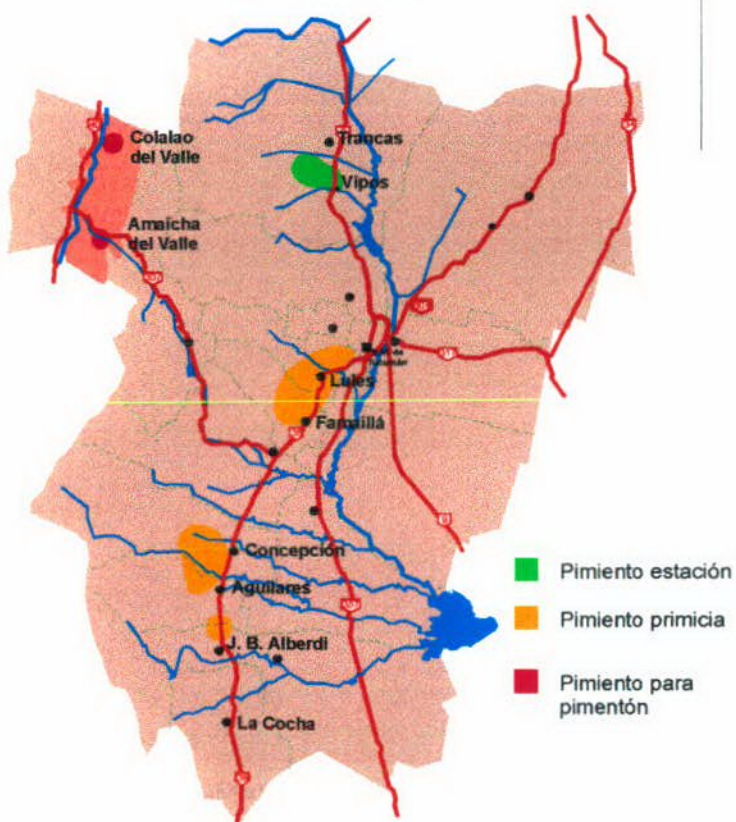 Trancas
Colalao
del Valle
Vipos
Amaicha
del Valle
Lules
Famaillá
Concepción
Aguilares
J. B. Alberdi
La Cocha
Pimiento estación
Pimiento primicia
Pimiento para
pimentón